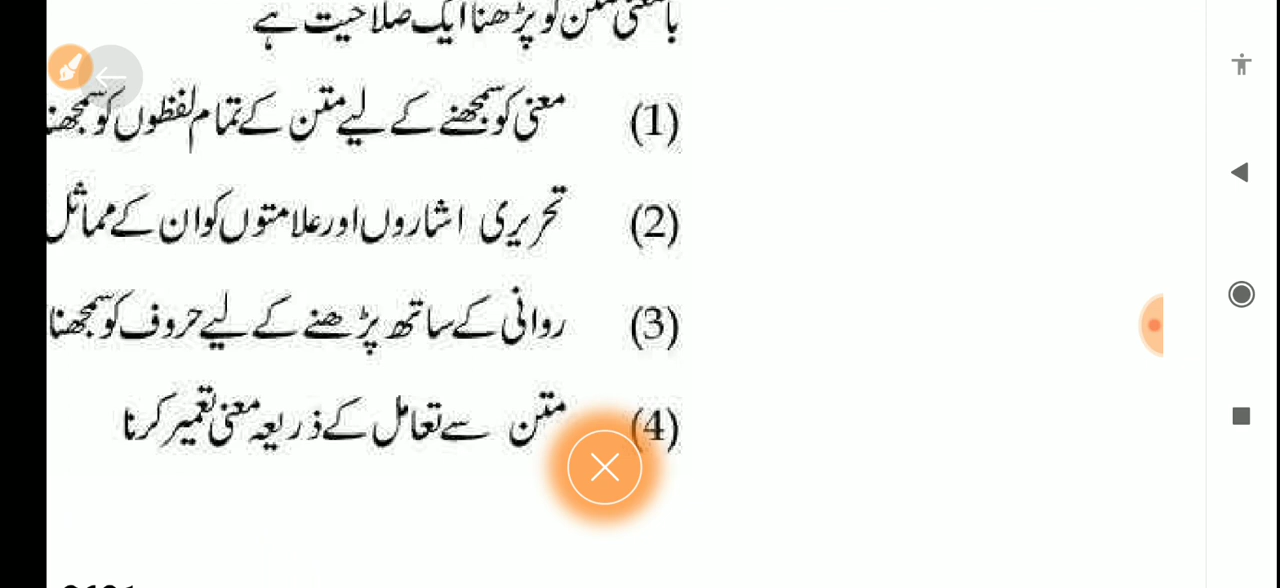 بامعنی متن کو پڑھنا ایک صلاحیت ہے
(1) معنی کو سمجھنے کے لیے متن کے تمام لفظوں کو سمجھنا
(2) تحریری اشاروں اور علامتوں کو ان کے مماثل
(3) روانی کے ساتھ پڑھنے کے لیے حروف کو سمجھنا
(4) متن سے تعامل کے ذریعہ معنی تعمیر کرنا